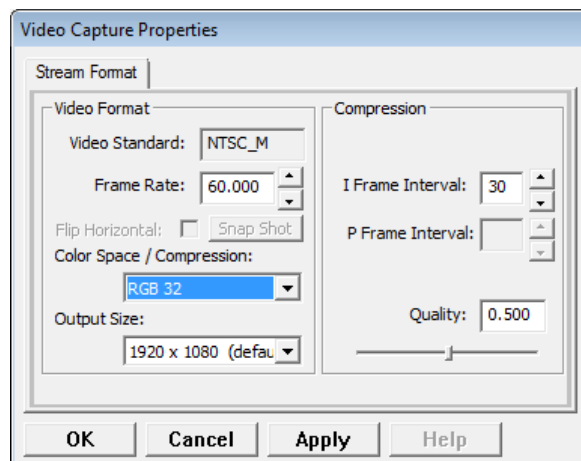 Video Capture Properties
Stream Format
Video Format
Video Standard: NTSC_M
Frame Rate: 60.000
Flip Horizontal: Snap Shot
Color Space / Compression:
RGB 32
Output Size:
1920 x 1080 (defau
Compression
I Frame Interval: 30
P Frame Interval:
Quality: 0.500
OK Cancel Apply Help